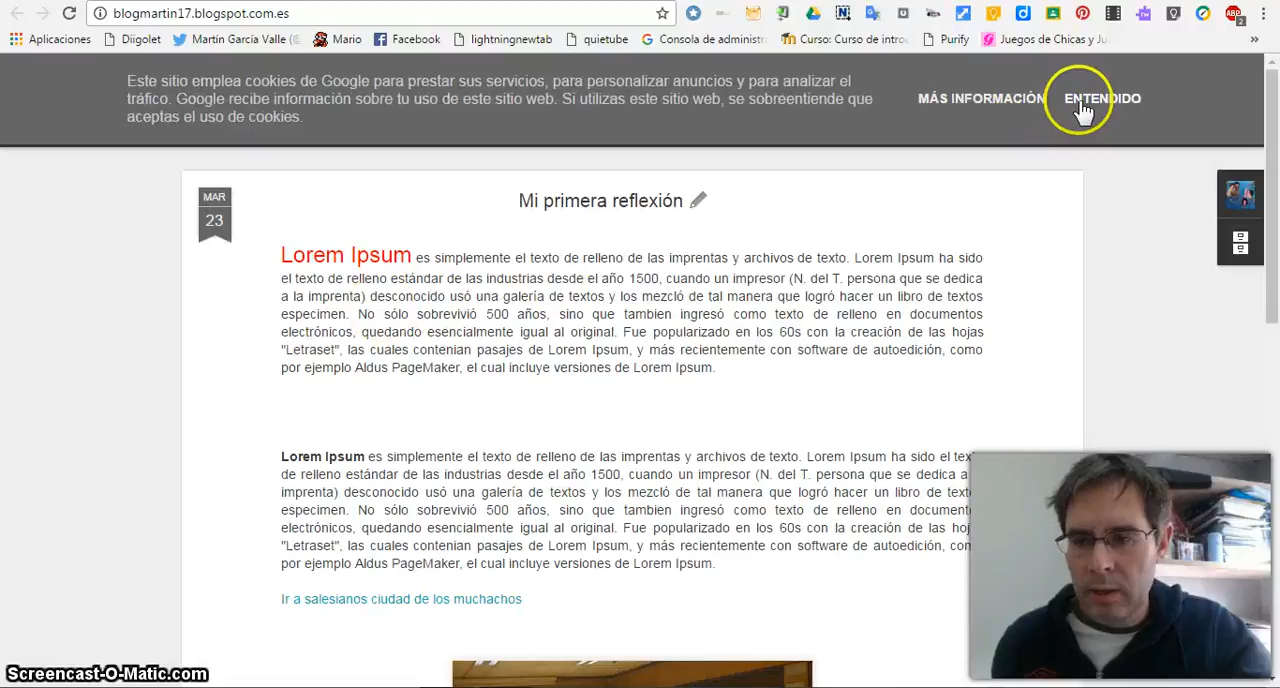 blogmartin17.blogspot.com.es
Aplicaciones
Diigolet
Martin García Valle (
Mario
Facebook
lightningnewtab
quietube
Consola de administ
Curso: Curso de intro
Purify
Juegos de Chicas y Ju
»
Este sitio emplea cookies de Google para prestar sus servicios, para personalizar anuncios y para analizar el
tráfico. Google recibe información sobre tu uso de este sitio web. Si utilizas este sitio web, se sobreentiende que
aceptas el uso de cookies.
MÁS INFORMACIÓN
ENTENDIDO
MAR
23
Mi primera reflexión
Lorem Ipsum es simplemente el texto de relleno de las imprentas y archivos de texto. Lorem Ipsum ha sido
el texto de relleno estándar de las industrias desde el año 1500, cuando un impresor (N. del T. persona que se dedica
a la imprenta) desconocido usó una galería de textos y los mezcló de tal manera que logró hacer un libro de textos
especimen. No sólo sobrevivió 500 años, sino que tambien ingresó como texto de relleno en documentos
electrónicos, quedando esencialmente igual al original. Fue popularizado en los 60s con la creación de las hojas
"Letraset", las cuales contenian pasajes de Lorem Ipsum, y más recientemente con software de autoedición, como
por ejemplo Aldus PageMaker, el cual incluye versiones de Lorem Ipsum.
Lorem Ipsum es simplemente el texto de relleno de las imprentas y archivos de texto. Lorem Ipsum ha sido el tex
de relleno estándar de las industrias desde el año 1500, cuando un impresor (N. del T. persona que se dedica a
imprenta) desconocido usó una galería de textos y los mezcló de tal manera que logró hacer un libro de texto
especimen. No sólo sobrevivió 500 años, sino que tambien ingresó como texto de relleno en document
electrónicos, quedando esencialmente igual al original. Fue popularizado en los 60s con la creación de las hoj
"Letraset", las cuales contenian pasajes de Lorem Ipsum, y más recientemente con software de autoedición, con
por ejemplo Aldus PageMaker, el cual incluye versiones de Lorem Ipsum.
Ir a salesianos ciudad de los muchachos
Screencast-O-Matic.com